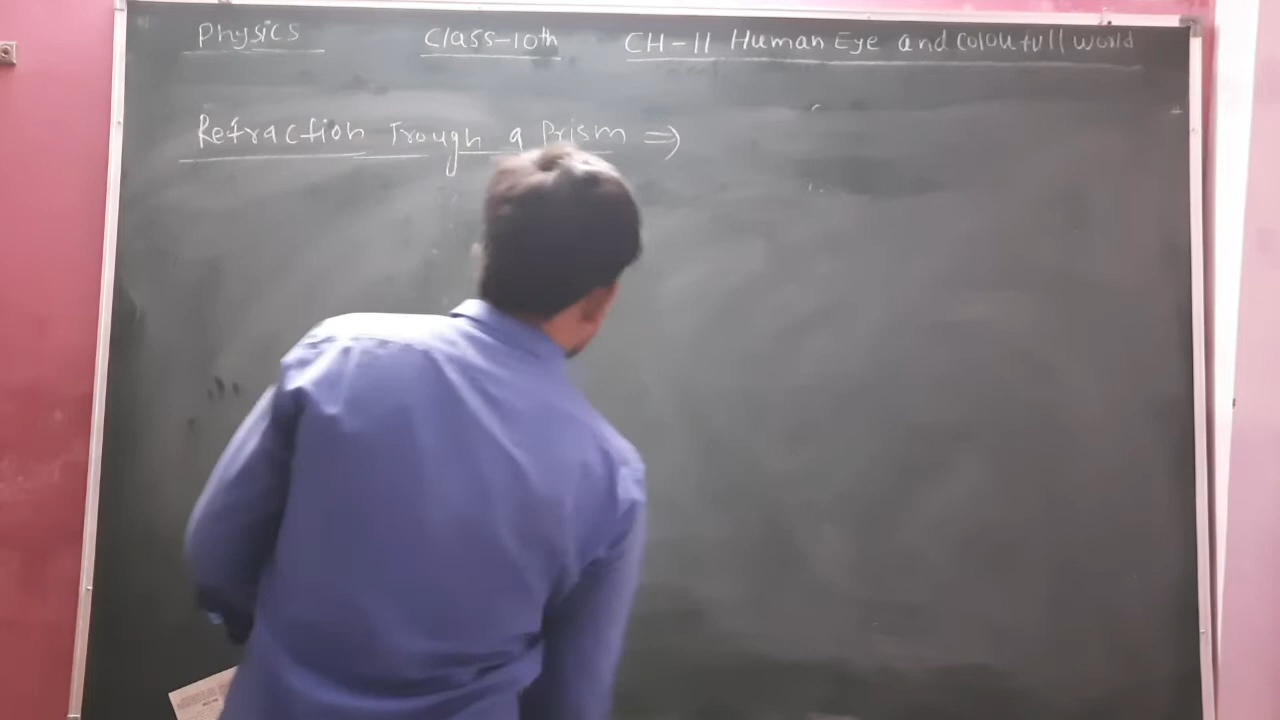 Physics Class-10th CH-11 Human Eye and colourfull world
Refraction Trough a Prism ⇒